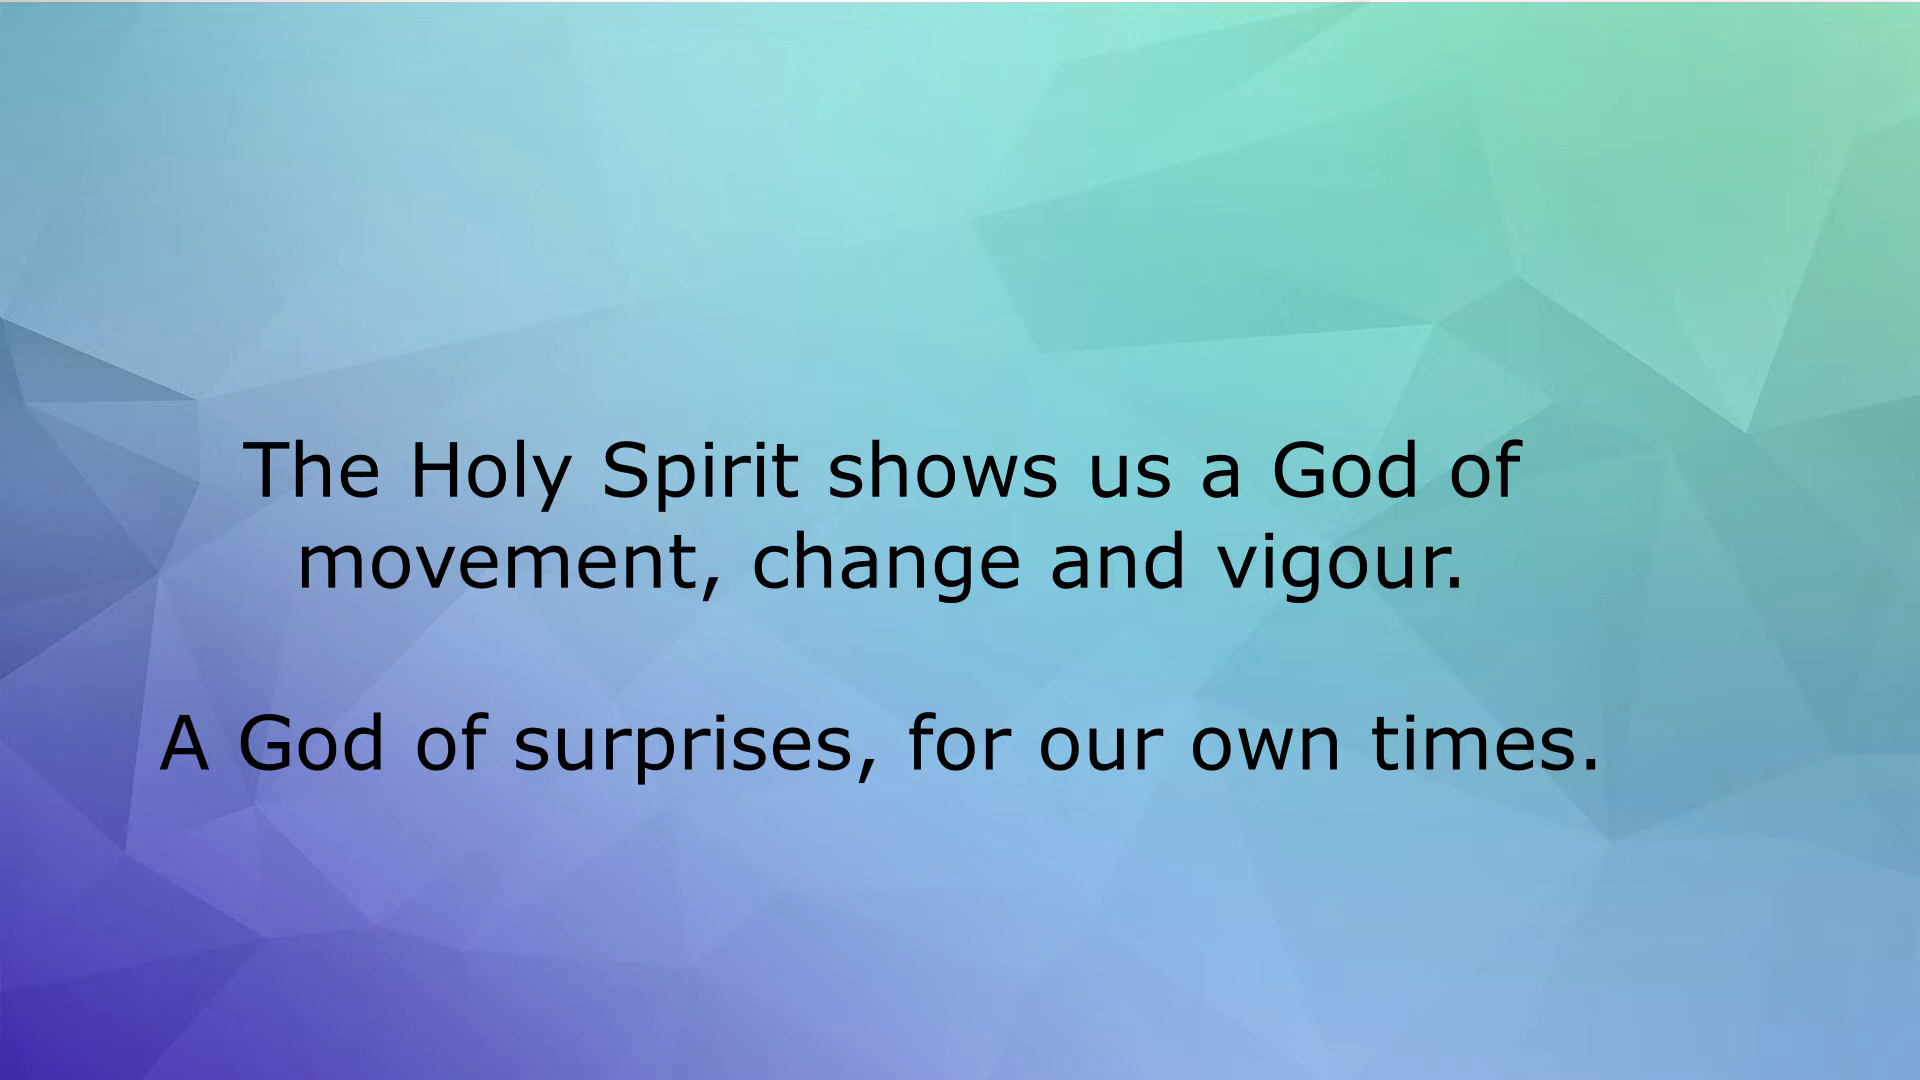 The Holy Spirit shows us a God of
movement, change and vigour.
A God of surprises, for our own times.